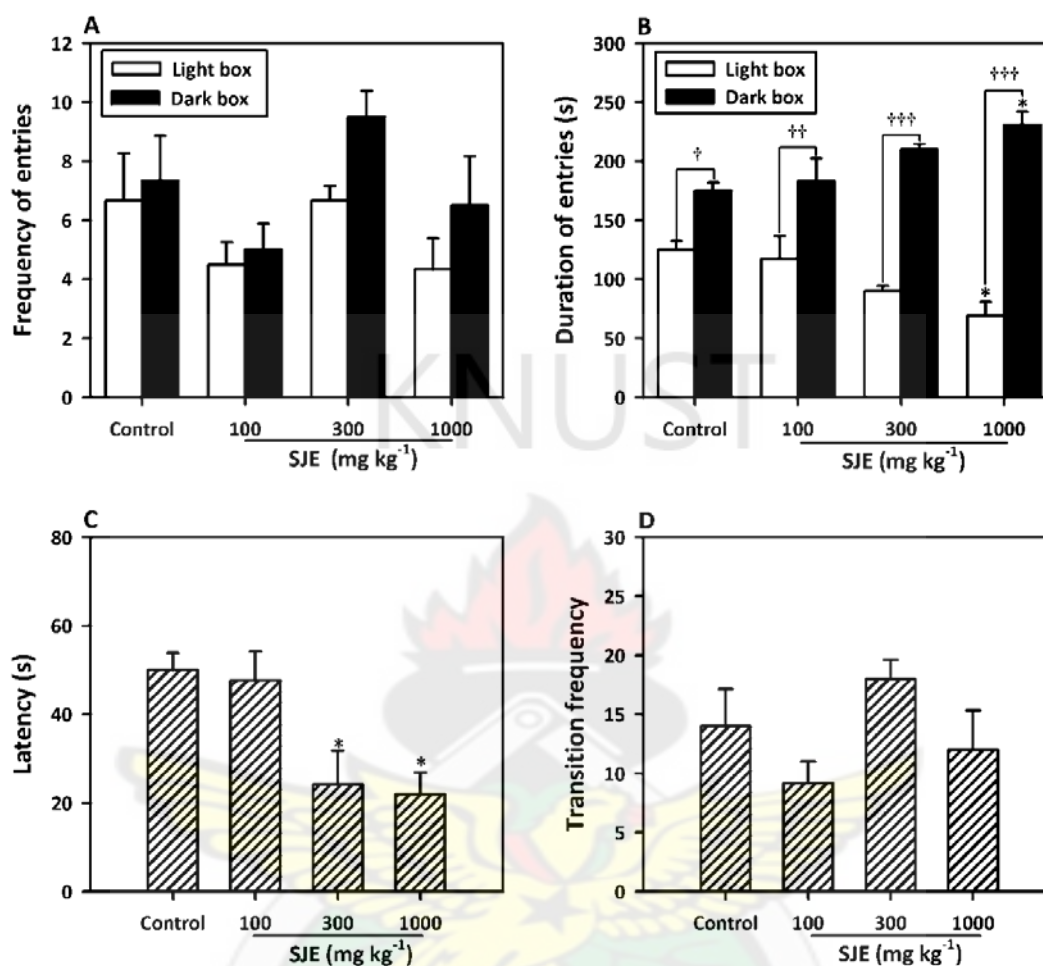 A
Frequency of entries
12
10
8
6
4
2
0
Light box
Dark box
Control 100 300 1000
SJE (mg kg⁻¹)
B
Duration of entries (s)
300
250
200
150
100
50
0
Light box
Dark box
†
††
†††
†††
*
*
Control 100 300 1000
SJE (mg kg⁻¹)
KNUST
C
Latency (s)
80
60
40
20
0
*
*
Control 100 300 1000
SJE (mg kg⁻¹)
D
Transition frequency
30
25
20
15
10
5
0
Control 100 300 1000
SJE (mg kg⁻¹)